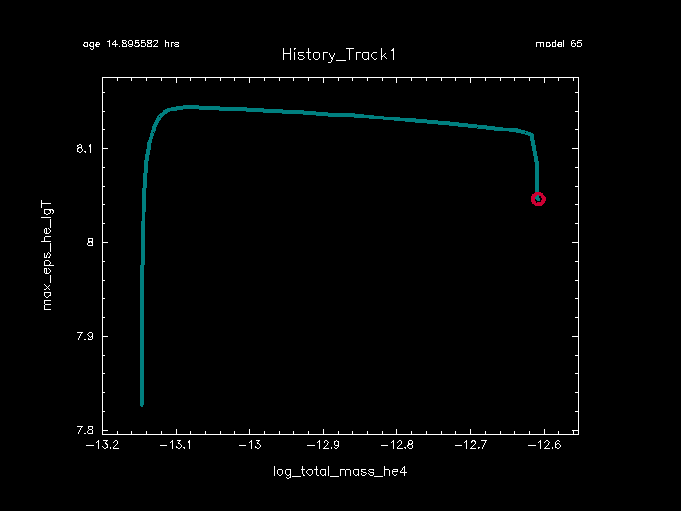 age 14.895582 hrs
model 65
History_Track1
max_eps_he_lgT
8.1
8
7.9
7.8
-13.2 -13.1 -13 -12.9 -12.8 -12.7 -12.6
log_total_mass_he4